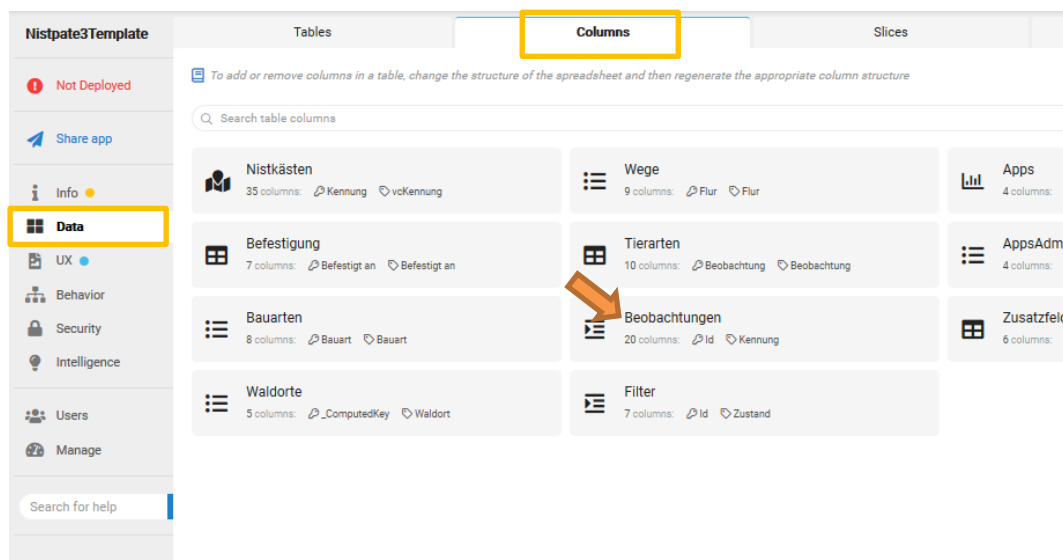 Nistpate3Template
Tables
Columns
Slices
Not Deployed
To add or remove columns in a table, change the structure of the spreadsheet and then regenerate the appropriate column structure
Share app
Search table columns
Info
Data
UX
Behavior
Security
Intelligence
Users
Manage
Search for help
Nistkästen
35 columns: Kennung vcKennung
Wege
9 columns: Flur Flur
Apps
4 columns:
Befestigung
7 columns: Befestigt an Befestigt an
Tierarten
10 columns: Beobachtung Beobachtung
AppsAdm
4 columns:
Bauarten
8 columns: Bauart Bauart
Beobachtungen
20 columns: Id Kennung
Zusatzfeld
6 columns:
Waldorte
5 columns: _ComputedKey Waldort
Filter
7 columns: Id Zustand